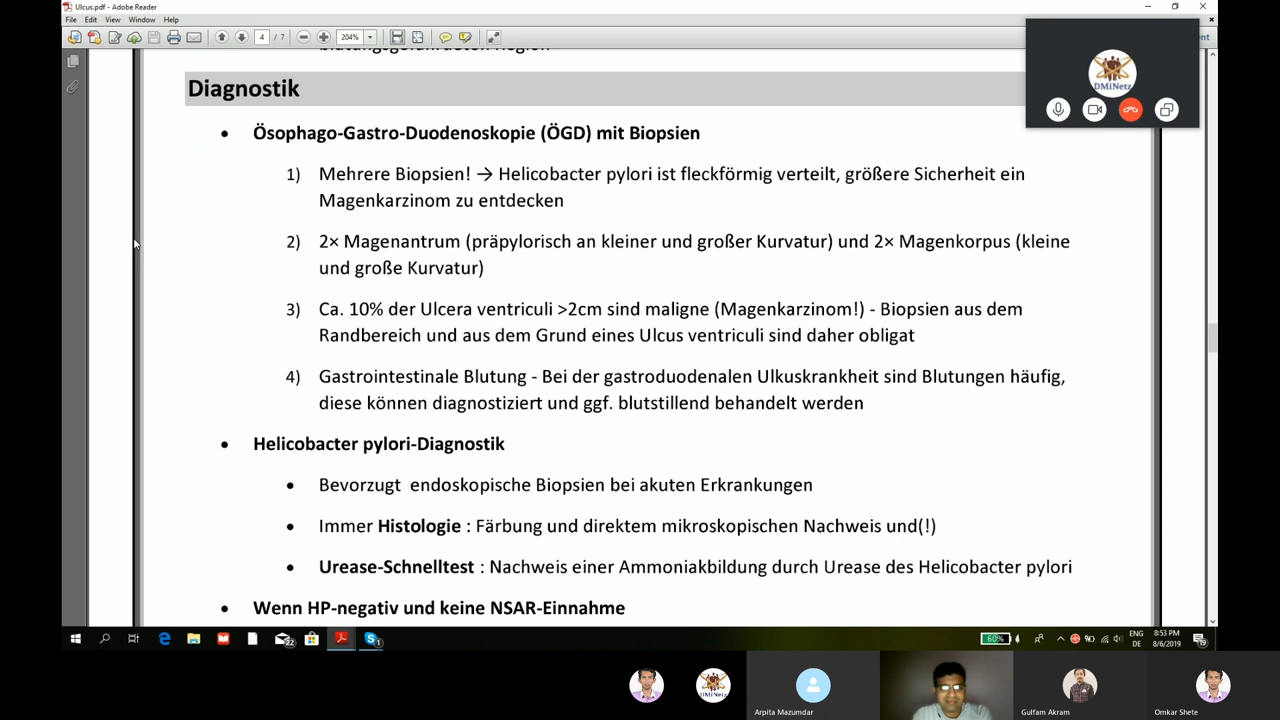 Ulcus.pdf - Adobe Reader
File Edit View Window Help
4 / 7 204%
Diagnostik
• Ösophago-Gastro-Duodenoskopie (ÖGD) mit Biopsien
1) Mehrere Biopsien! → Helicobacter pylori ist fleckförmig verteilt, größere Sicherheit ein
Magenkarzinom zu entdecken
2) 2× Magenantrum (präpylorisch an kleiner und großer Kurvatur) und 2× Magenkorpus (kleine
und große Kurvatur)
3) Ca. 10% der Ulcera ventriculi >2cm sind maligne (Magenkarzinom!) - Biopsien aus dem
Randbereich und aus dem Grund eines Ulcus ventriculi sind daher obligat
4) Gastrointestinale Blutung - Bei der gastroduodenalen Ulkuskrankheit sind Blutungen häufig,
diese können diagnostiziert und ggf. blutstillend behandelt werden
• Helicobacter pylori-Diagnostik
• Bevorzugt endoskopische Biopsien bei akuten Erkrankungen
• Immer Histologie : Färbung und direktem mikroskopischen Nachweis und(!)
• Urease-Schnelltest : Nachweis einer Ammoniakbildung durch Urease des Helicobacter pylori
• Wenn HP-negativ und keine NSAR-Einnahme
DMiNetz
22
1
60%
ENG
DE
8:53 PM
8/6/2019
19
DMiNetz
Arpita Mazumdar
Gulfam Akram
Omkar Shete